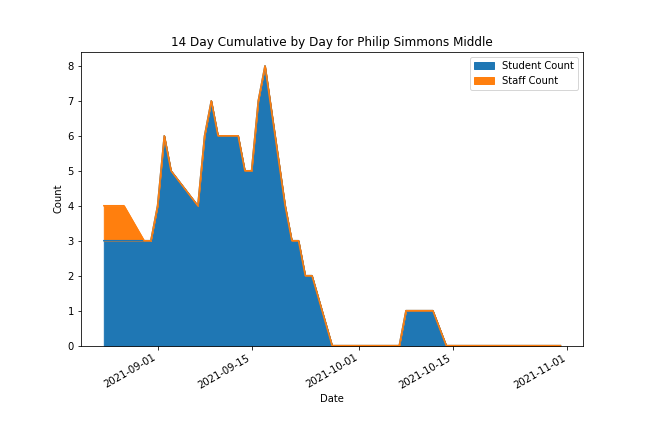 14 Day Cumulative by Day for Philip Simmons Middle
Student Count
Staff Count
8
7
6
5
4
3
2
1
0
Count
2021-09-01
2021-09-15
2021-10-01
2021-10-15
2021-11-01
Date